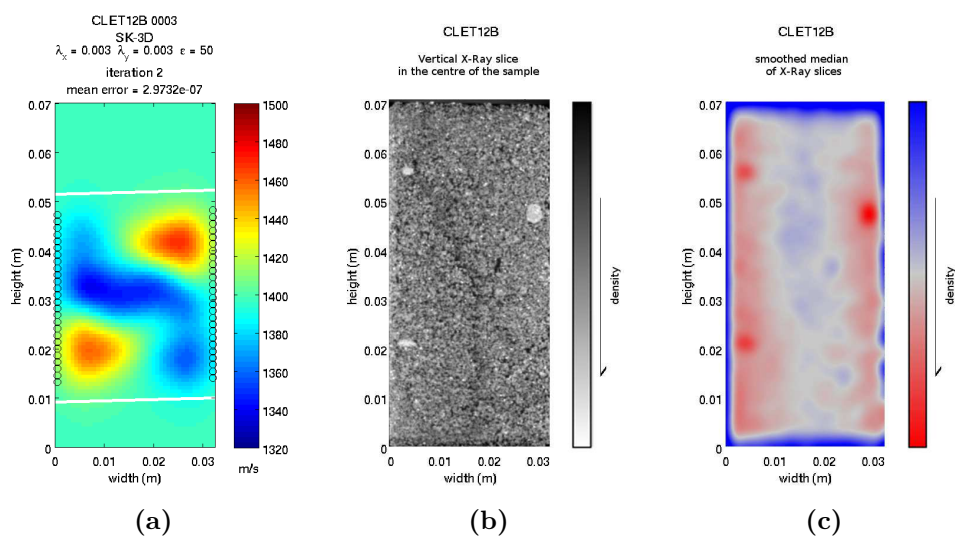 CLET12B 0003
SK-3D
λx = 0.003 λy = 0.003 ε = 50
iteration 2
mean error = 2.9732e-07
0.07
0.06
0.05
0.04
0.03
0.02
0.01
0
height (m)
0 0.01 0.02 0.03
width (m)
1500
1480
1460
1440
1420
1400
1380
1360
1340
1320
m/s
(a)
CLET12B
Vertical X-Ray slice
in the centre of the sample
0.07
0.06
0.05
0.04
0.03
0.02
0.01
0
height (m)
0 0.01 0.02 0.03
width (m)
density
(b)
CLET12B
smoothed median
of X-Ray slices
0.07
0.06
0.05
0.04
0.03
0.02
0.01
0
height (m)
0 0.01 0.02 0.03
width (m)
density
(c)